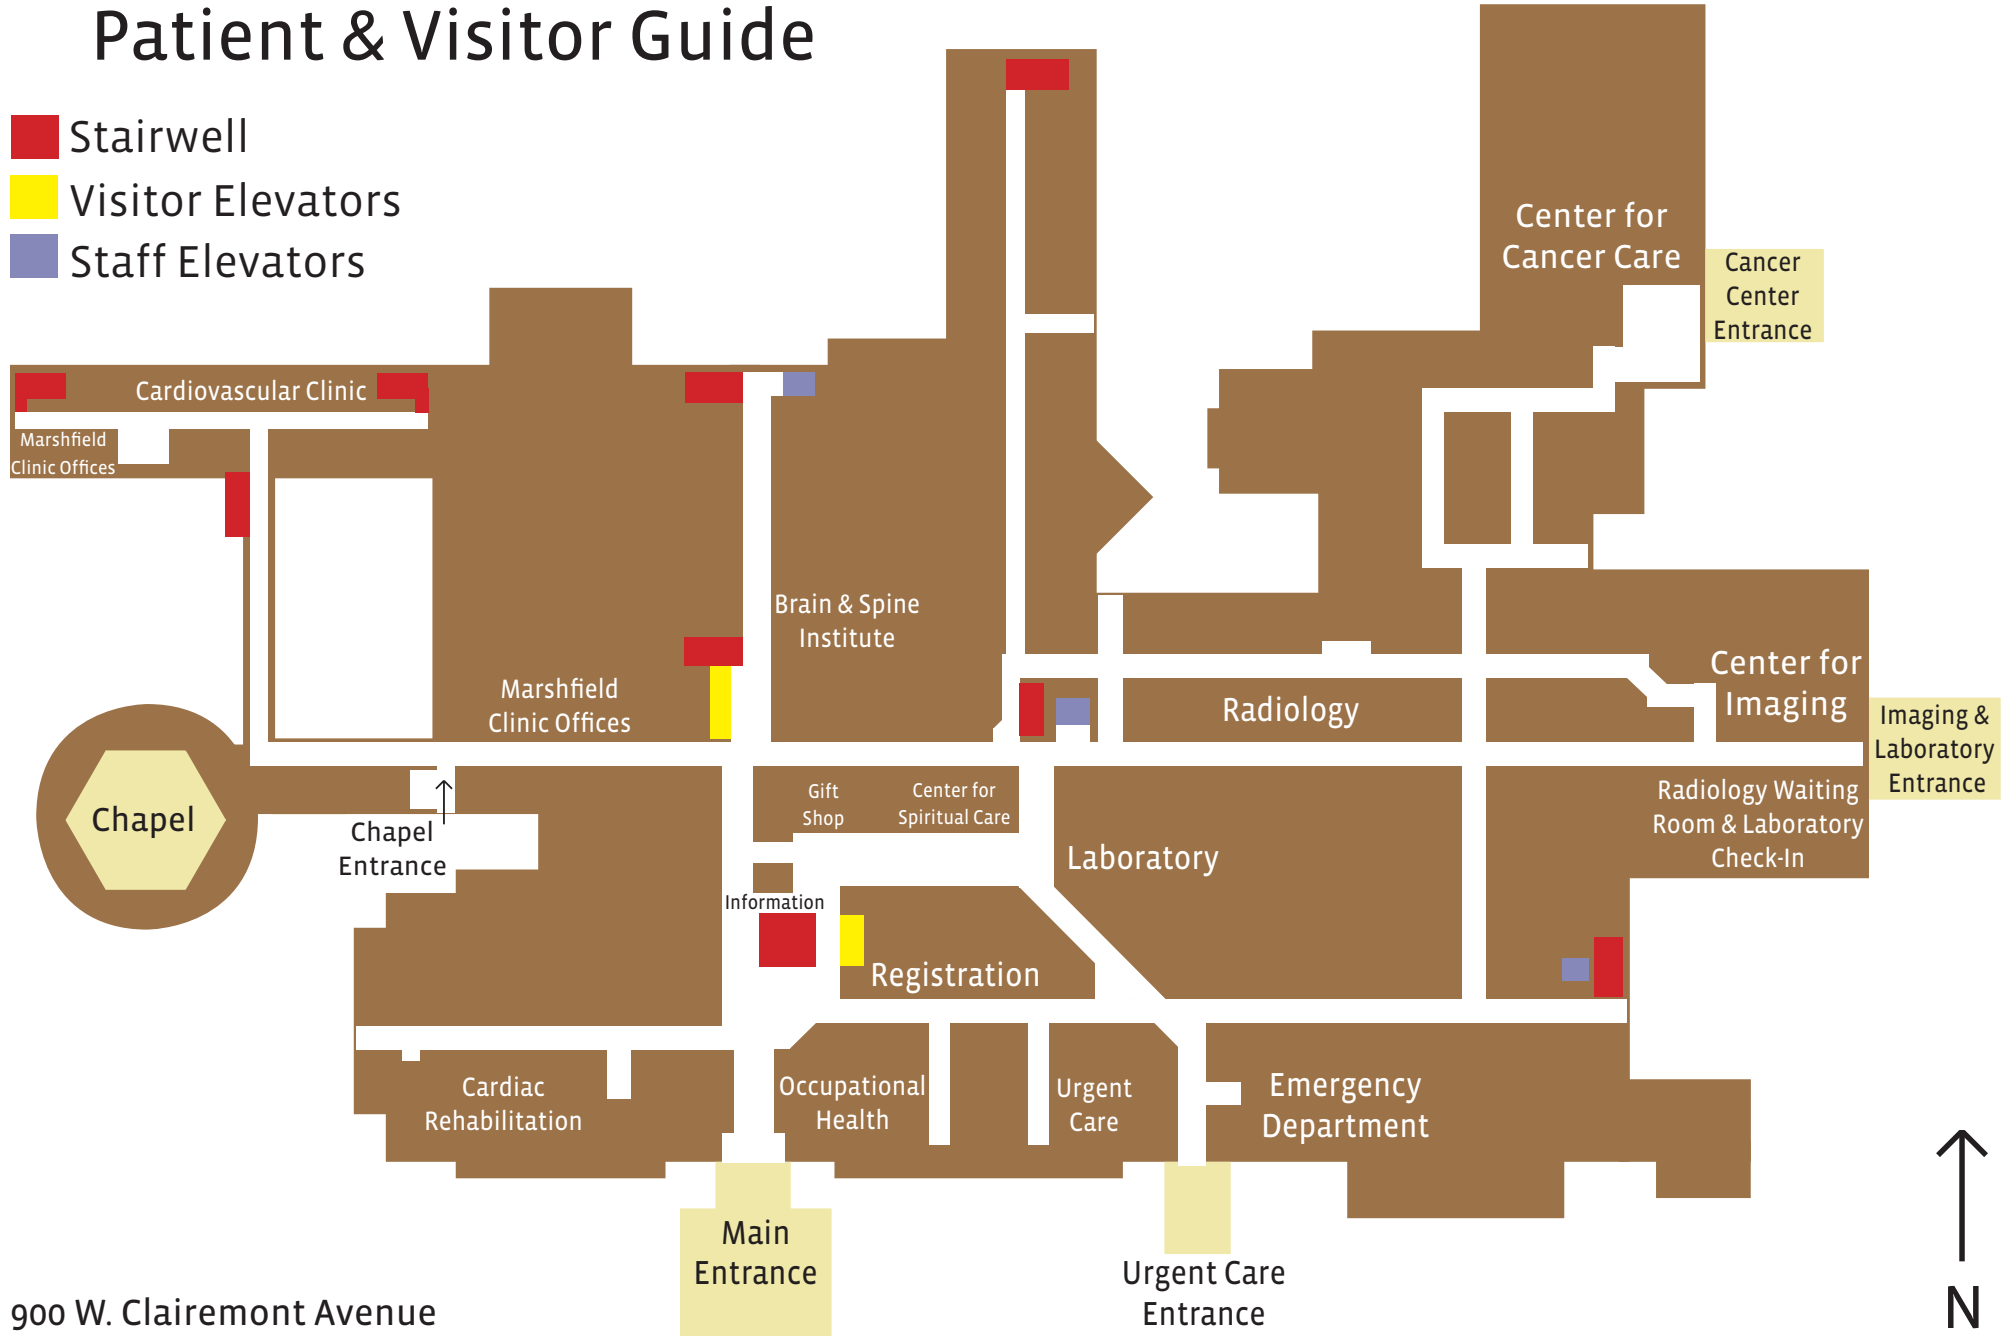 Patient & Visitor Guide
Stairwell
Visitor Elevators
Staff Elevators
Center for
Cancer Care
Cancer
Center
Entrance
Cardiovascular Clinic
Marshfield
Clinic Offices
Brain & Spine
Institute
Marshfield
Clinic Offices
Radiology
Center for
Imaging
Imaging &
Laboratory
Entrance
Chapel
Chapel
Entrance
Gift
Shop
Center for
Spiritual Care
Laboratory
Radiology Waiting
Room & Laboratory
Check-In
Information
Registration
Cardiac
Rehabilitation
Occupational
Health
Urgent
Care
Emergency
Department
Main
Entrance
Urgent Care
Entrance
900 W. Clairemont Avenue
N